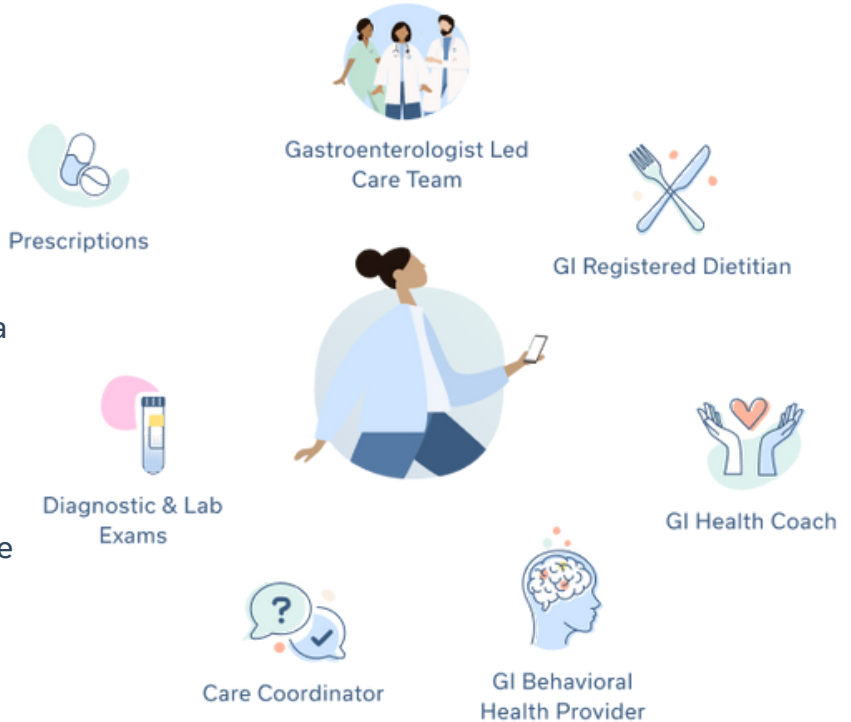 Gastroenterologist Led
Care Team
Prescriptions
GI Registered Dietitian
a
Diagnostic & Lab
Exams
GI Health Coach
e
?
Care Coordinator
GI Behavioral
Health Provider